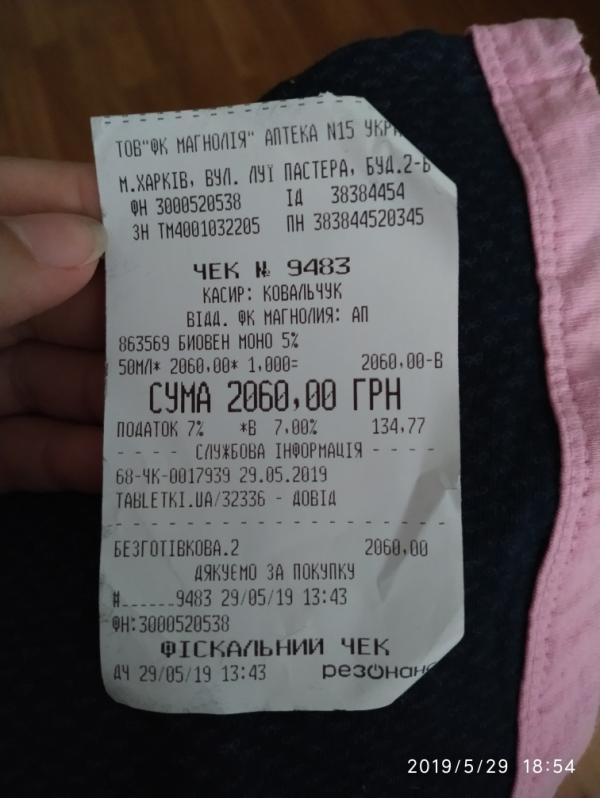 ТОВ"ФК МАГНОЛІЯ" АПТЕКА N15 УКР
М.ХАРКІВ, ВУЛ. ЛУЇ ПАСТЕРА, БУД.2-Б
ФН 3000520538 ІД 38384454
ЗН ТМ4001032205 ПН 383844520345
ЧЕК № 9483
КАСИР: КОВАЛЬЧУК
ВІДД. ФК МАГНОЛИЯ: АП
863569 БИОВЕН МОНО 5%
50МЛ* 2060,00* 1,000= 2060,00-В
СУМА 2060,00 ГРН
ПОДАТОК 7% *В 7,00% 134,77
- - - - СЛУЖБОВА ІНФОРМАЦІЯ - - - -
68-ЧК-0017939 29.05.2019
TABLETKI.UA/32336 - ДОВІД
- - - - - - - - - - - - - - - - - - -
БЕЗГОТІВКОВА.2 2060,00
ДЯКУЄМО ЗА ПОКУПКУ
#......9483 29/05/19 13:43
ФН:3000520538
ФІСКАЛЬНИЙ ЧЕК
ДЧ 29/05/19 13:43 резонанс
2019/5/29 18:54